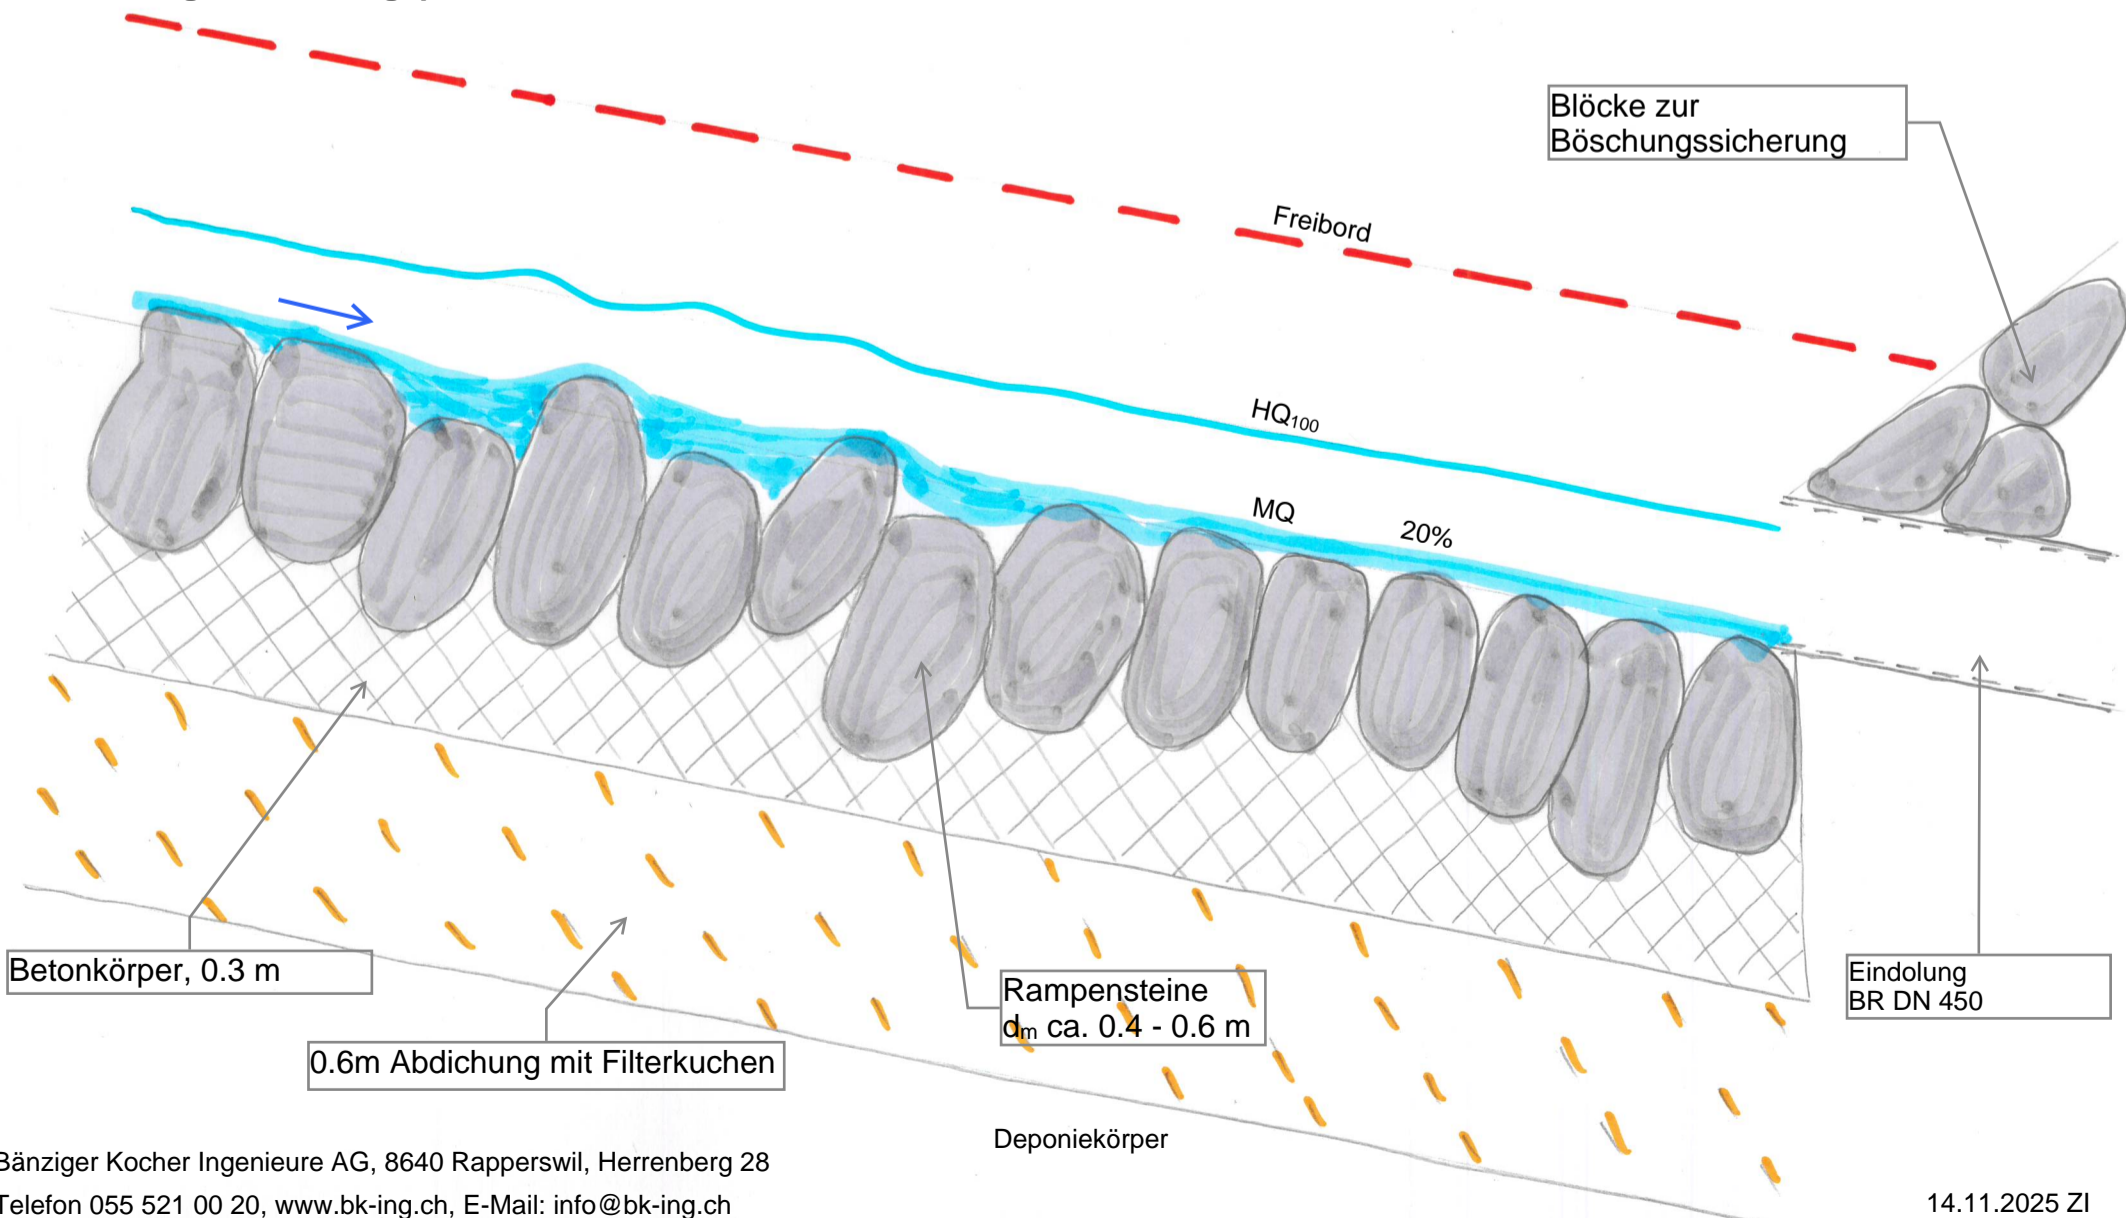 Blöcke zur
Böschungssicherung
Freibord
HQ100
MQ
20%
Betonkörper, 0.3 m
0.6m Abdichung mit Filterkuchen
Rampensteine
dm ca. 0.4 - 0.6 m
Eindolung
BR DN 450
Deponiekörper
Bänziger Kocher Ingenieure AG, 8640 Rapperswil, Herrenberg 28
Telefon 055 521 00 20, www.bk-ing.ch, E-Mail: info@bk-ing.ch
14.11.2025 ZI